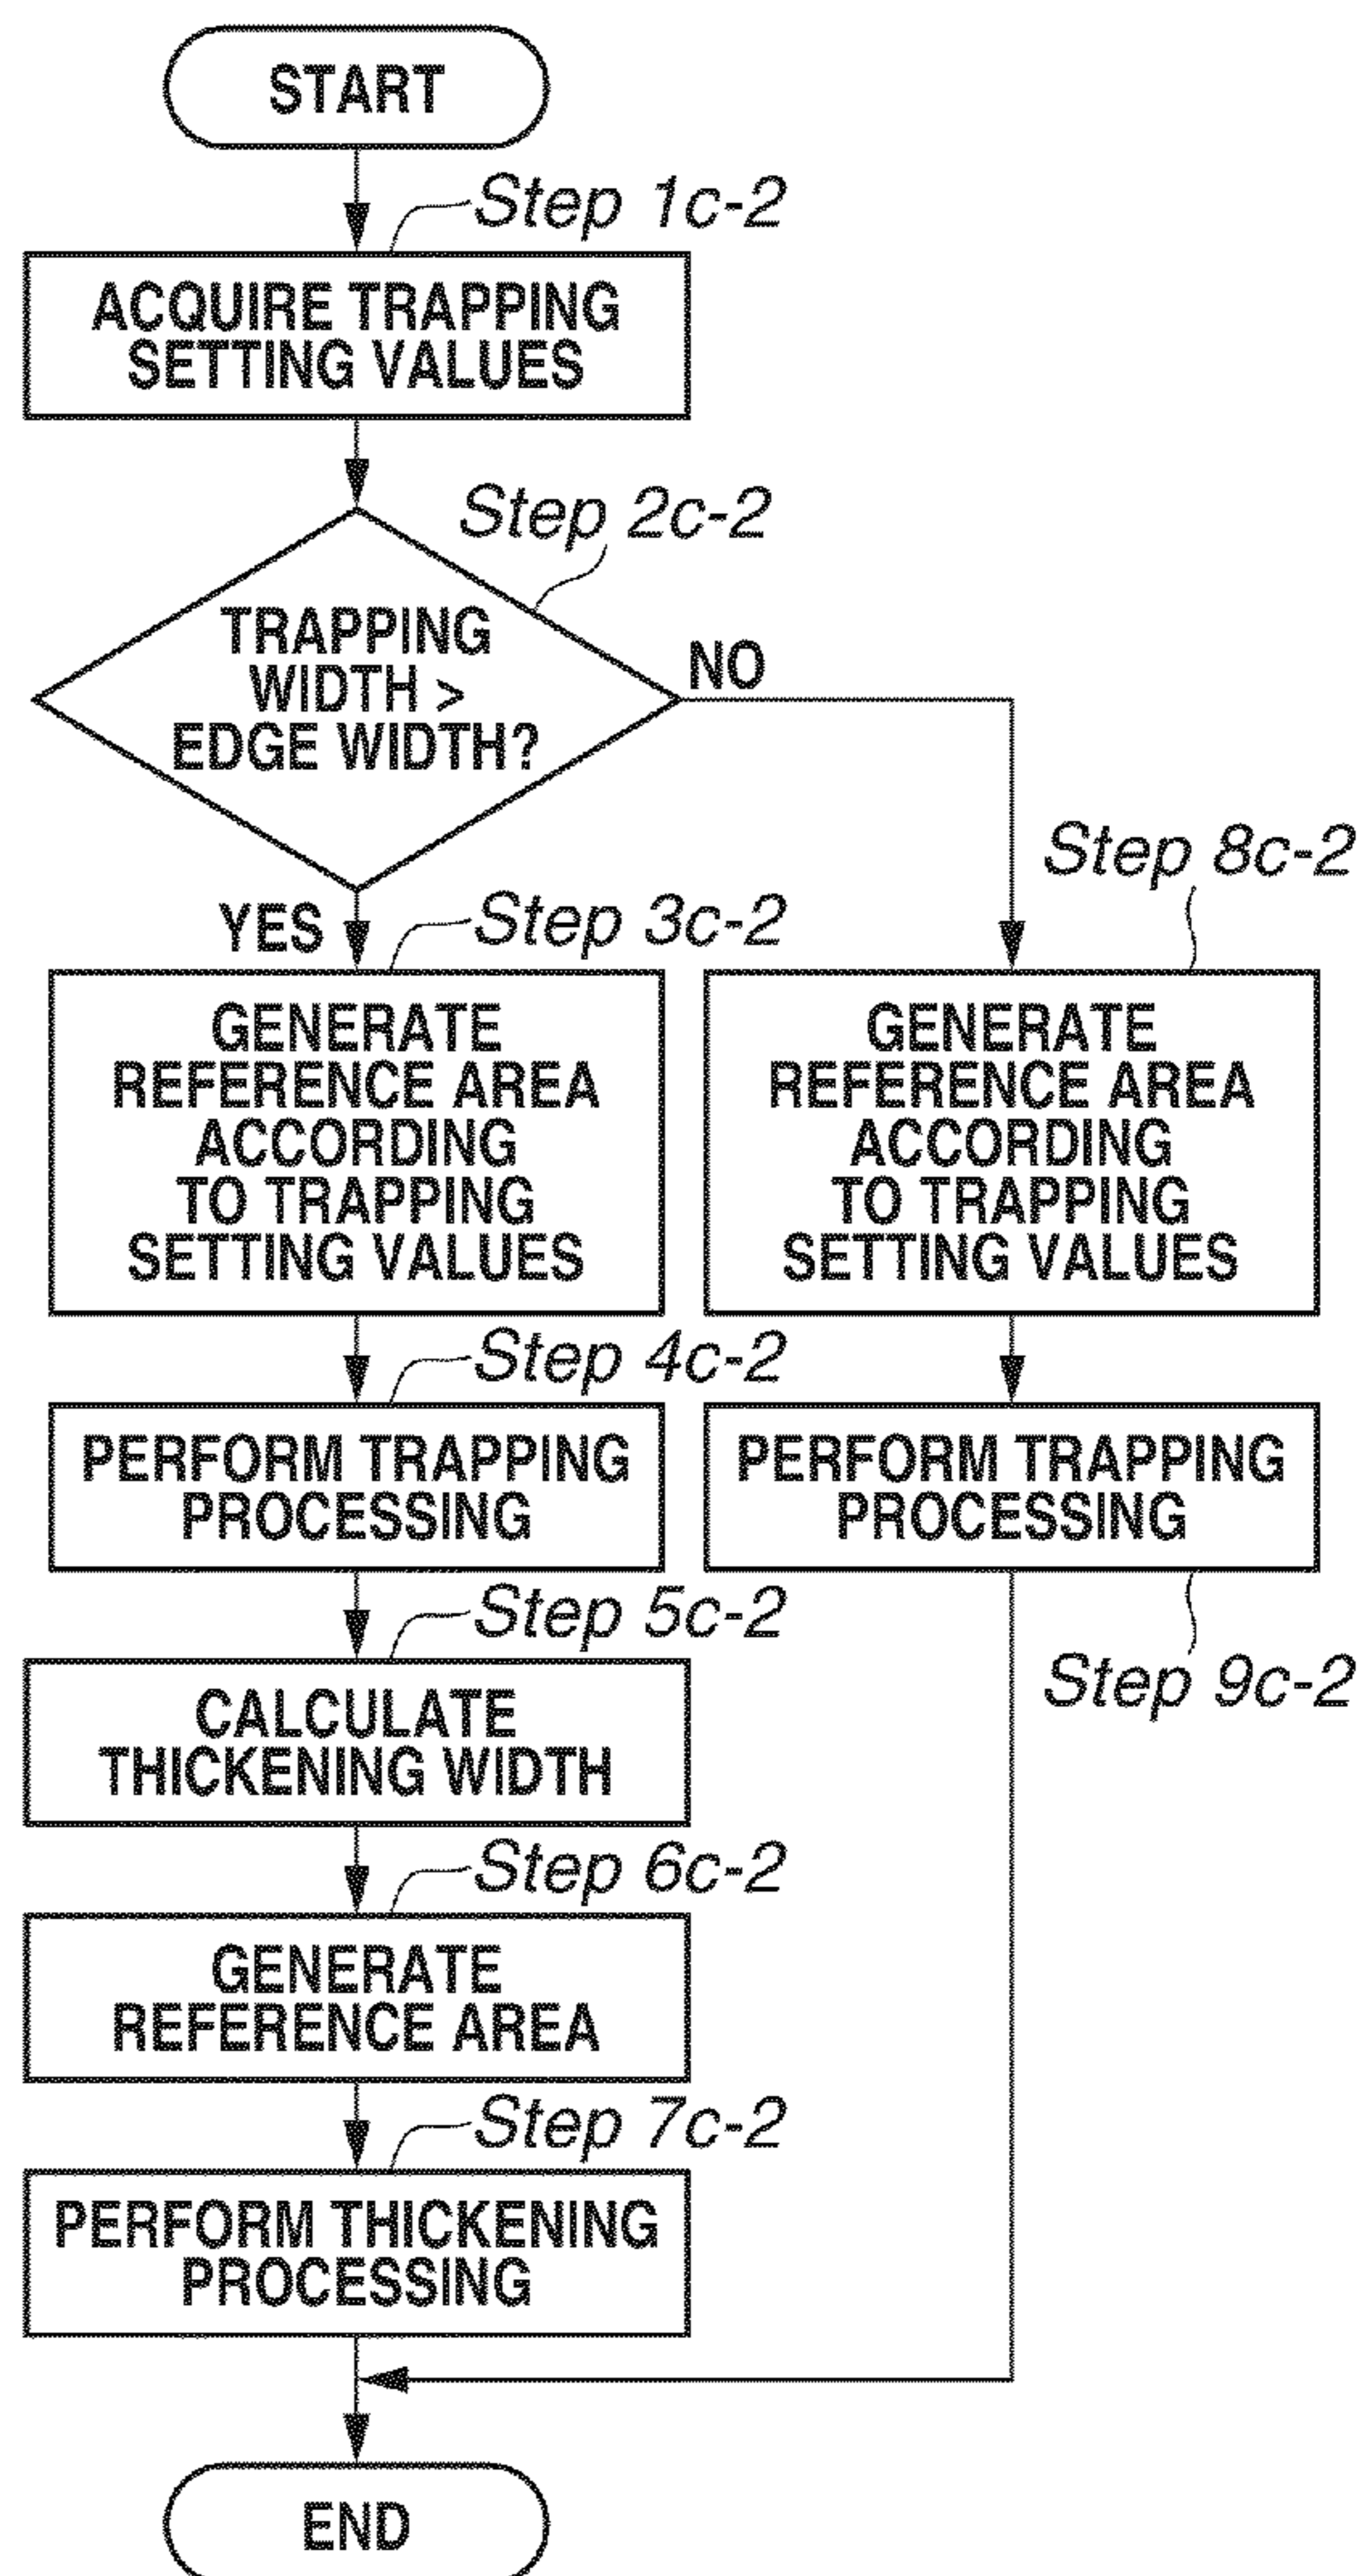 START
Step 1c-2
ACQUIRE TRAPPING
SETTING VALUES
Step 2c-2
TRAPPING
WIDTH >
EDGE WIDTH?
NO
YES
Step 3c-2
GENERATE
REFERENCE AREA
ACCORDING
TO TRAPPING
SETTING VALUES
Step 8c-2
GENERATE
REFERENCE AREA
ACCORDING
TO TRAPPING
SETTING VALUES
Step 4c-2
PERFORM TRAPPING
PROCESSING
PERFORM TRAPPING
PROCESSING
Step 9c-2
Step 5c-2
CALCULATE
THICKENING WIDTH
Step 6c-2
GENERATE
REFERENCE AREA
Step 7c-2
PERFORM THICKENING
PROCESSING
END